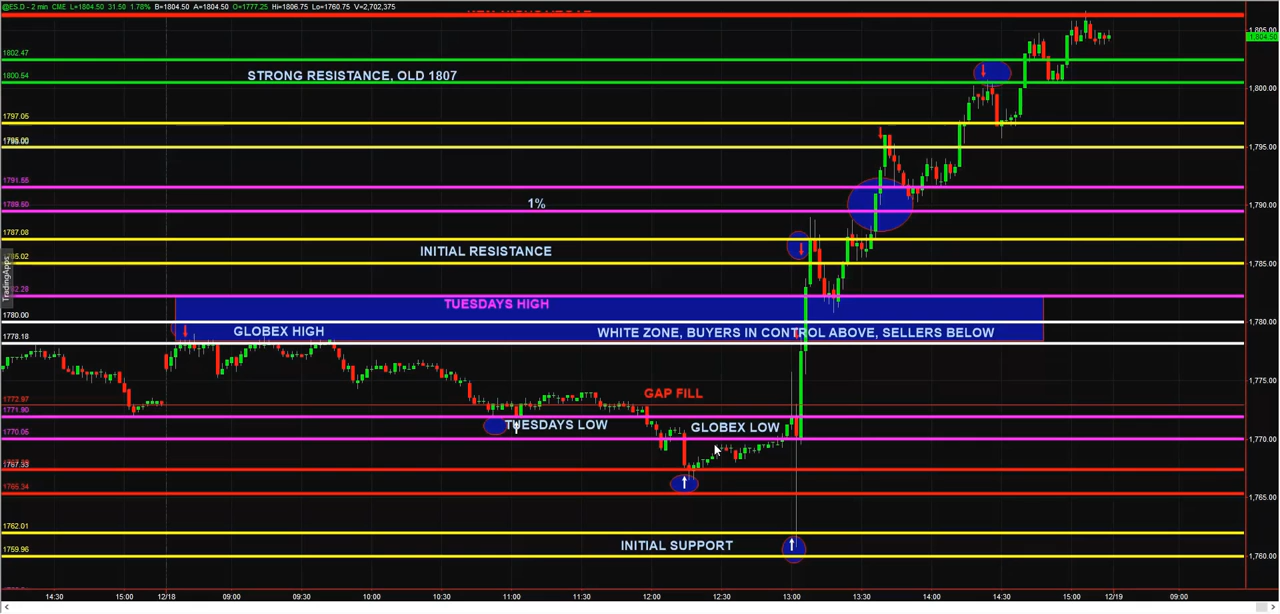 @ES.D - 2 min CME L=1804.50 31.50 1.78% B=1804.50 A=1804.50 O=1777.25 Hi=1806.75 Lo=1760.75 V=2,702,375
1,805.00
1,804.50
1802.47
STRONG RESISTANCE, OLD 1807
1800.54
1,800.00
1797.05
1795.00
1,795.00
1791.55
1%
1789.60
1,790.00
1787.08
INITIAL RESISTANCE
1785.02
1,785.00
TradingApps
TUESDAYS HIGH
1780.00
1,780.00
GLOBEX HIGH
WHITE ZONE, BUYERS IN CONTROL ABOVE, SELLERS BELOW
1778.18
1,775.00
GAP FILL
1772.97
1771.90
TUESDAYS LOW
GLOBEX LOW
1770.06
1,770.00
1767.33
1765.34
1,765.00
1762.01
INITIAL SUPPORT
1759.96
1,760.00
14:30 15:00 12/18 09:00 09:30 10:00 10:30 11:00 11:30 12:00 12:30 13:00 13:30 14:00 14:30 15:00 12/19 09:00